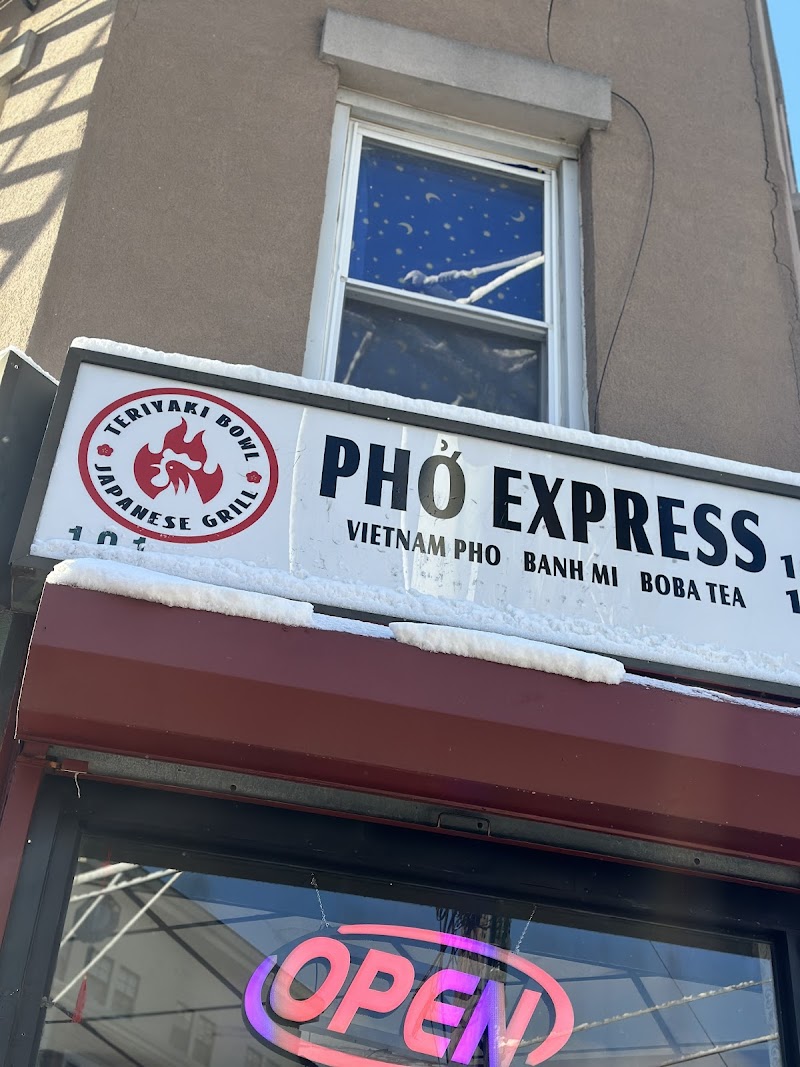 TERIYAKI BOWL
JAPANESE GRILL
PHỞ EXPRESS
VIETNAM PHO BANH MI BOBA TEA
OPEN